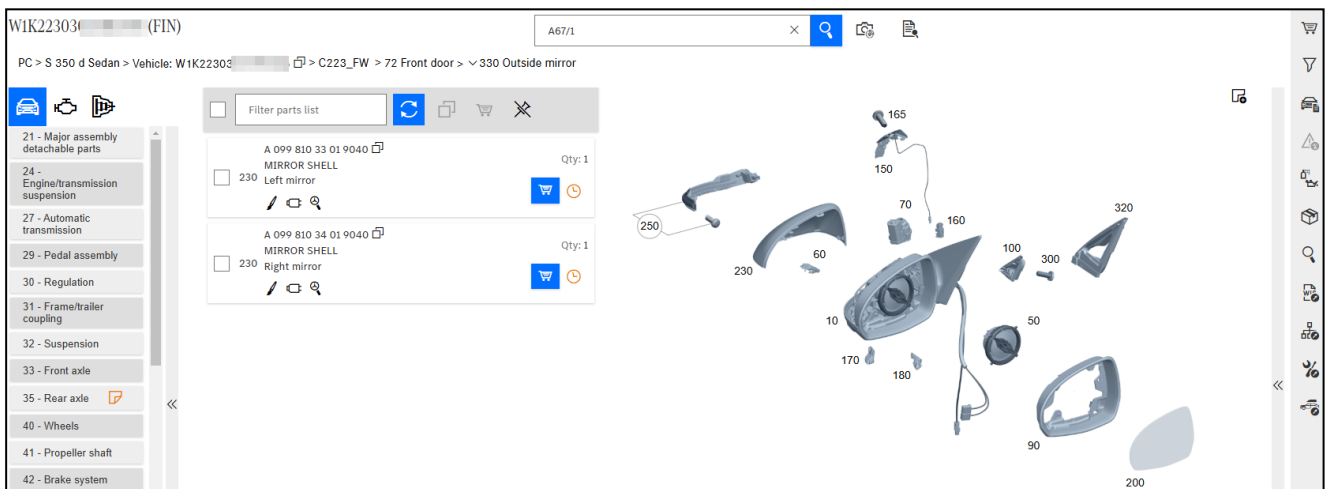 W1K22303 (FIN)
A67/1
PC > S 350 d Sedan > Vehicle: W1K22303 > C223_FW > 72 Front door > 330 Outside mirror
21 - Major assembly
detachable parts
24 -
Engine/transmission
suspension
27 - Automatic
transmission
29 - Pedal assembly
30 - Regulation
31 - Frame/trailer
coupling
32 - Suspension
33 - Front axle
35 - Rear axle
40 - Wheels
41 - Propeller shaft
42 - Brake system
Filter parts list
A 099 810 33 01 9040
Qty: 1
MIRROR SHELL
230 Left mirror
A 099 810 34 01 9040
Qty: 1
MIRROR SHELL
230 Right mirror
165
150
70
160
320
250
230
60
100
300
10
50
170
180
90
200
WIS